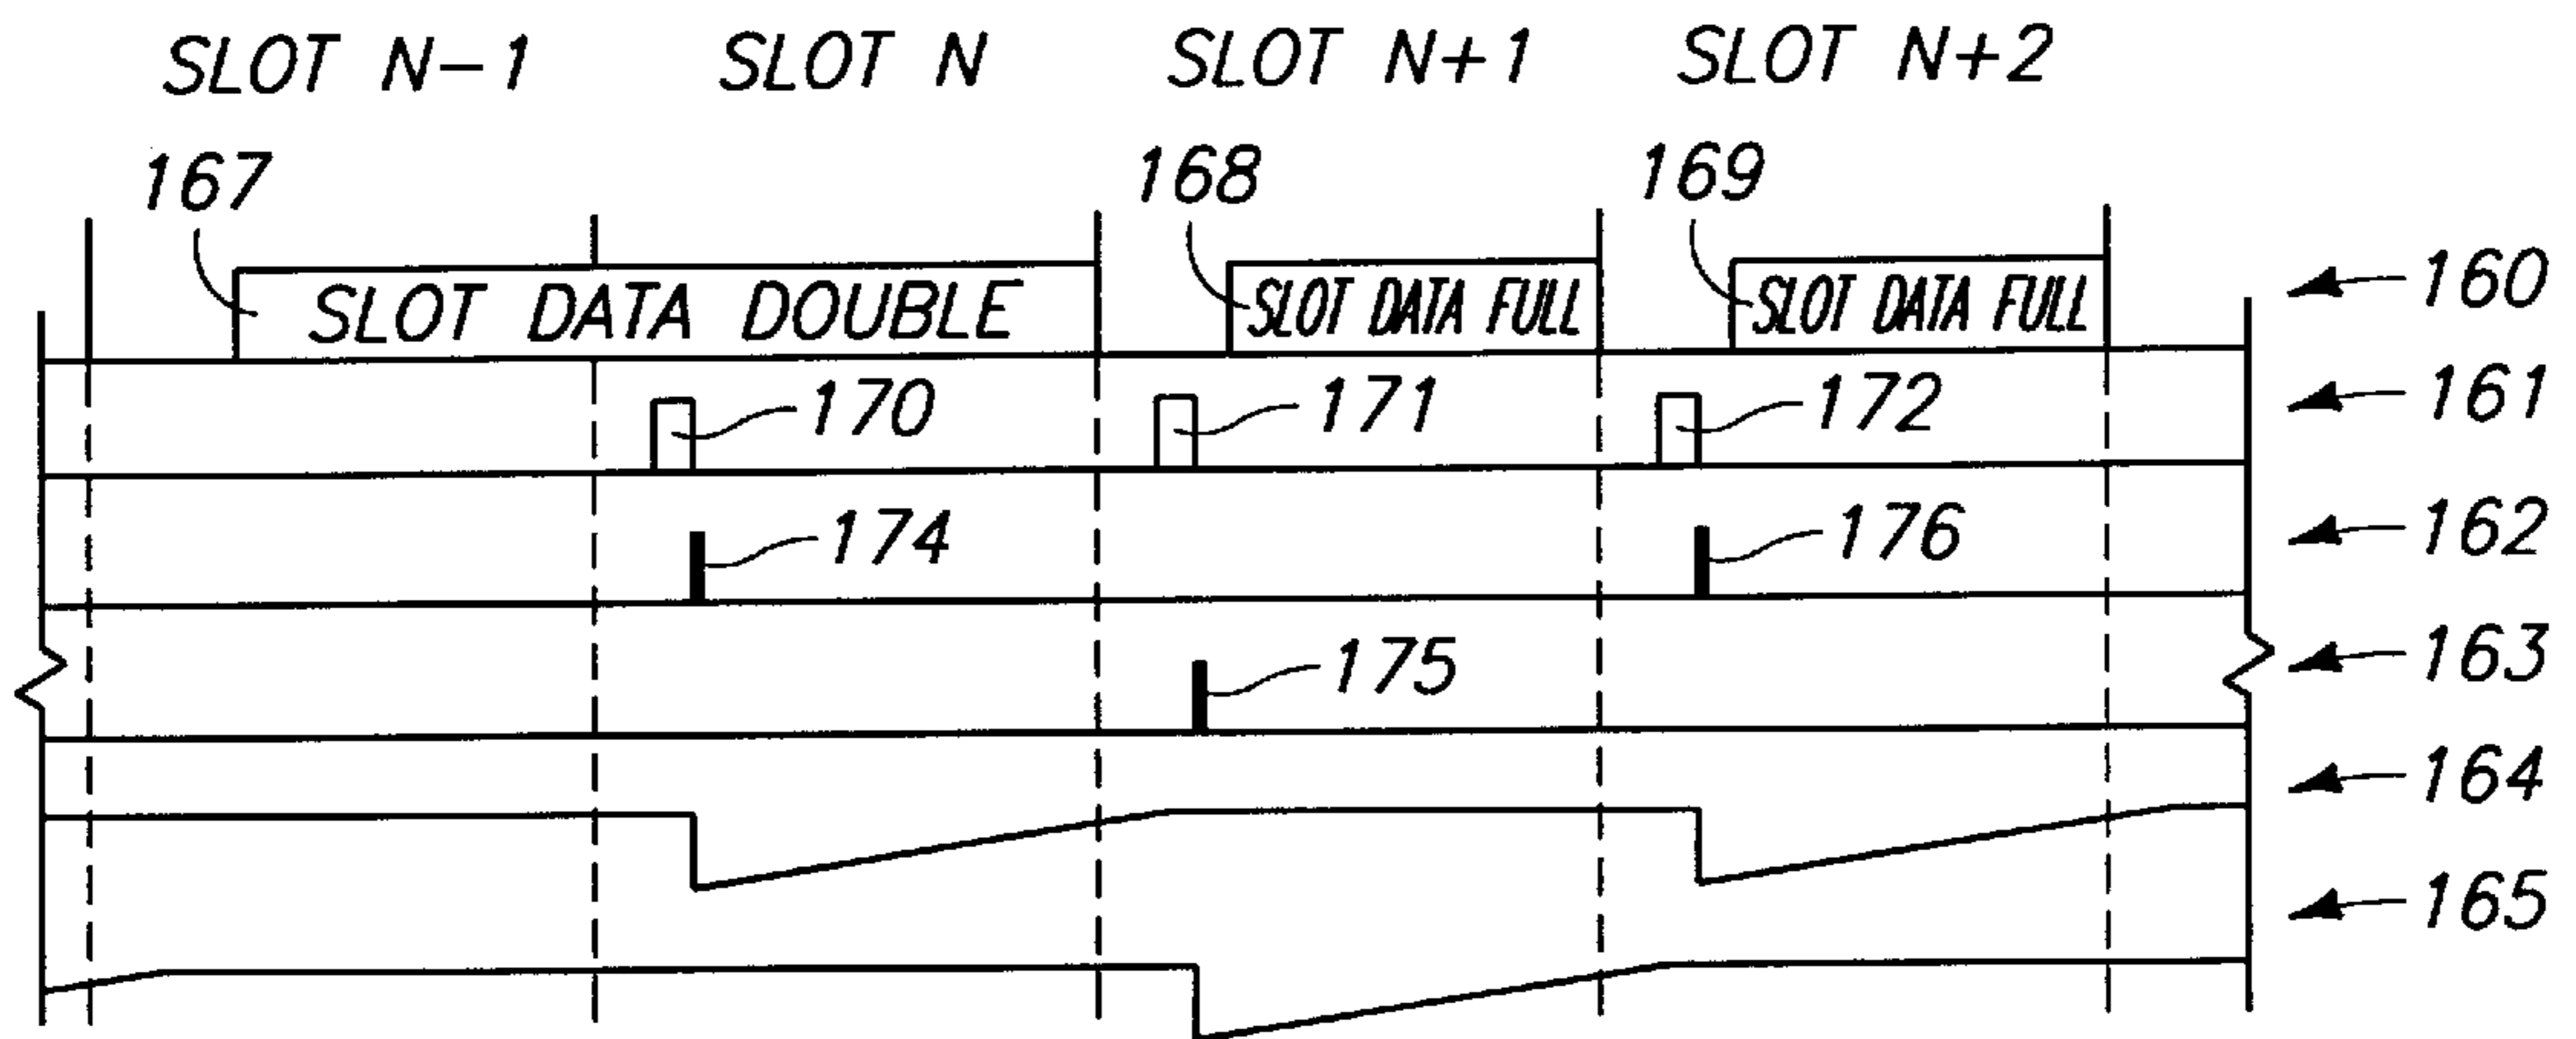 SLOT N-1 SLOT N SLOT N+1 SLOT N+2
167 168 169
SLOT DATA DOUBLE SLOT DATA FULL SLOT DATA FULL 160
170 171 172 161
174 176 162
175 163
164
165